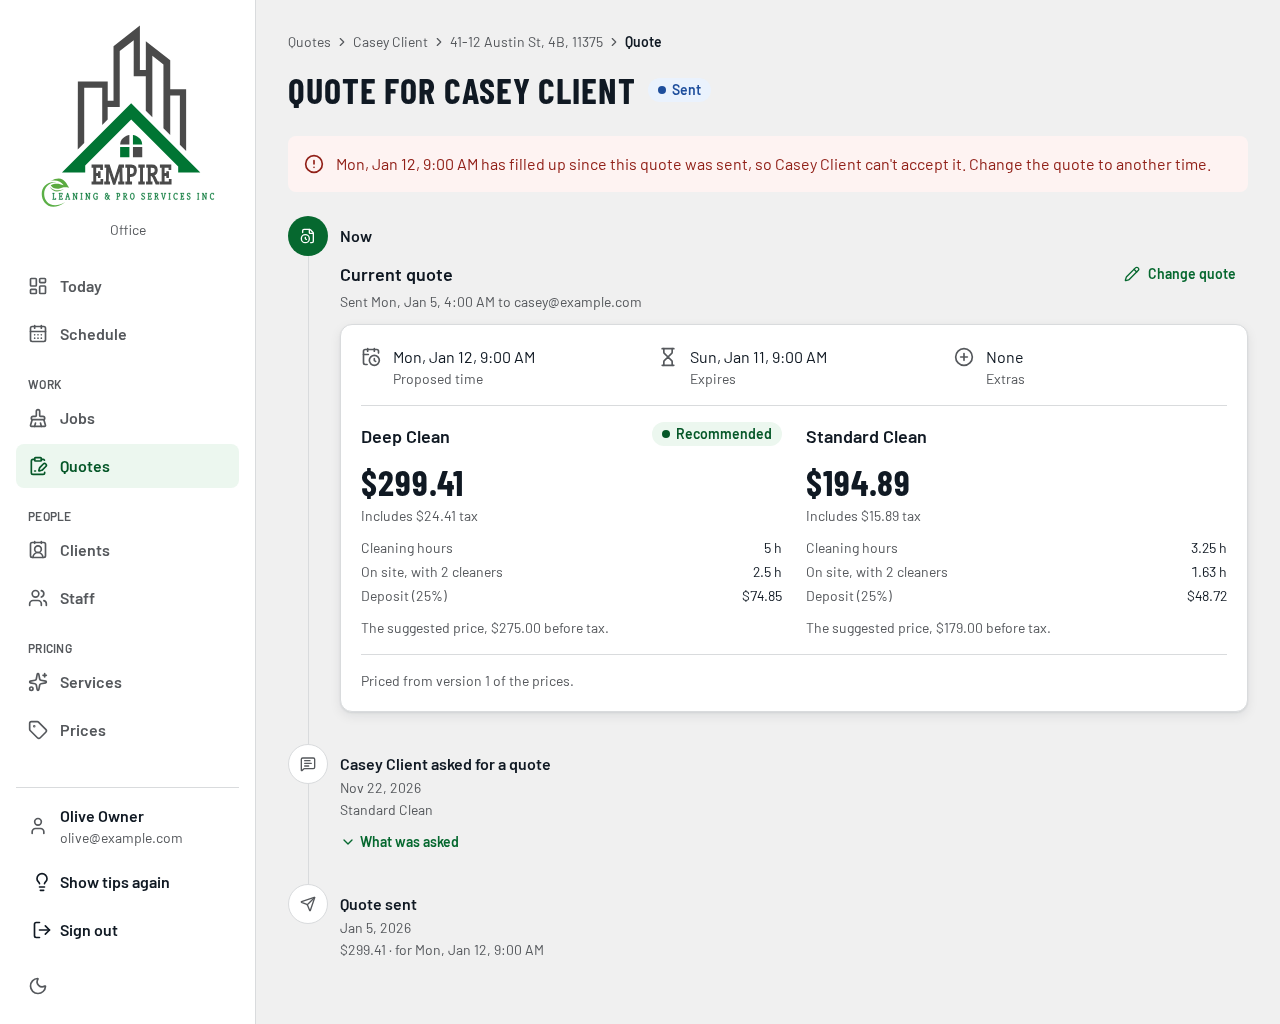 EMPIRE
LEANING & PRO SERVICES INC
Office
Today
Schedule
WORK
Jobs
Quotes
PEOPLE
Clients
Staff
PRICING
Services
Prices
Olive Owner
olive@example.com
Show tips again
Sign out
Quotes > Casey Client > 41-12 Austin St, 4B, 11375 > Quote
QUOTE FOR CASEY CLIENT
Sent
Mon, Jan 12, 9:00 AM has filled up since this quote was sent, so Casey Client can't accept it. Change the quote to another time.
Now
Current quote
Change quote
Sent Mon, Jan 5, 4:00 AM to casey@example.com
Mon, Jan 12, 9:00 AM
Proposed time
Sun, Jan 11, 9:00 AM
Expires
None
Extras
Deep Clean
Recommended
$299.41
Includes $24.41 tax
Cleaning hours 5 h
On site, with 2 cleaners 2.5 h
Deposit (25%) $74.85
The suggested price, $275.00 before tax.
Standard Clean
$194.89
Includes $15.89 tax
Cleaning hours 3.25 h
On site, with 2 cleaners 1.63 h
Deposit (25%) $48.72
The suggested price, $179.00 before tax.
Priced from version 1 of the prices.
Casey Client asked for a quote
Nov 22, 2026
Standard Clean
What was asked
Quote sent
Jan 5, 2026
$299.41 · for Mon, Jan 12, 9:00 AM